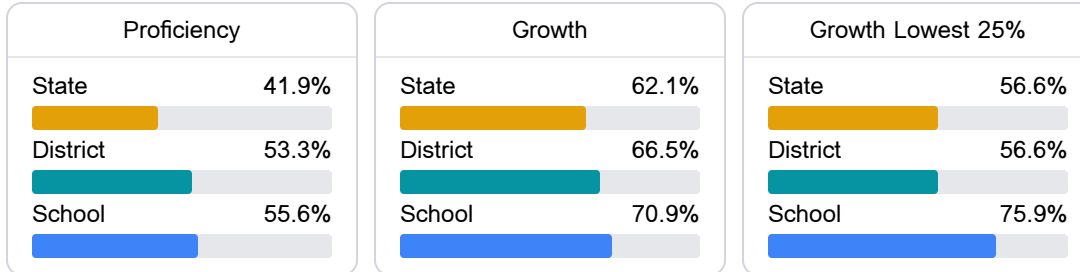 Proficiency
State 41.9%
District 53.3%
School 55.6%
Growth
State 62.1%
District 66.5%
School 70.9%
Growth Lowest 25%
State 56.6%
District 56.6%
School 75.9%